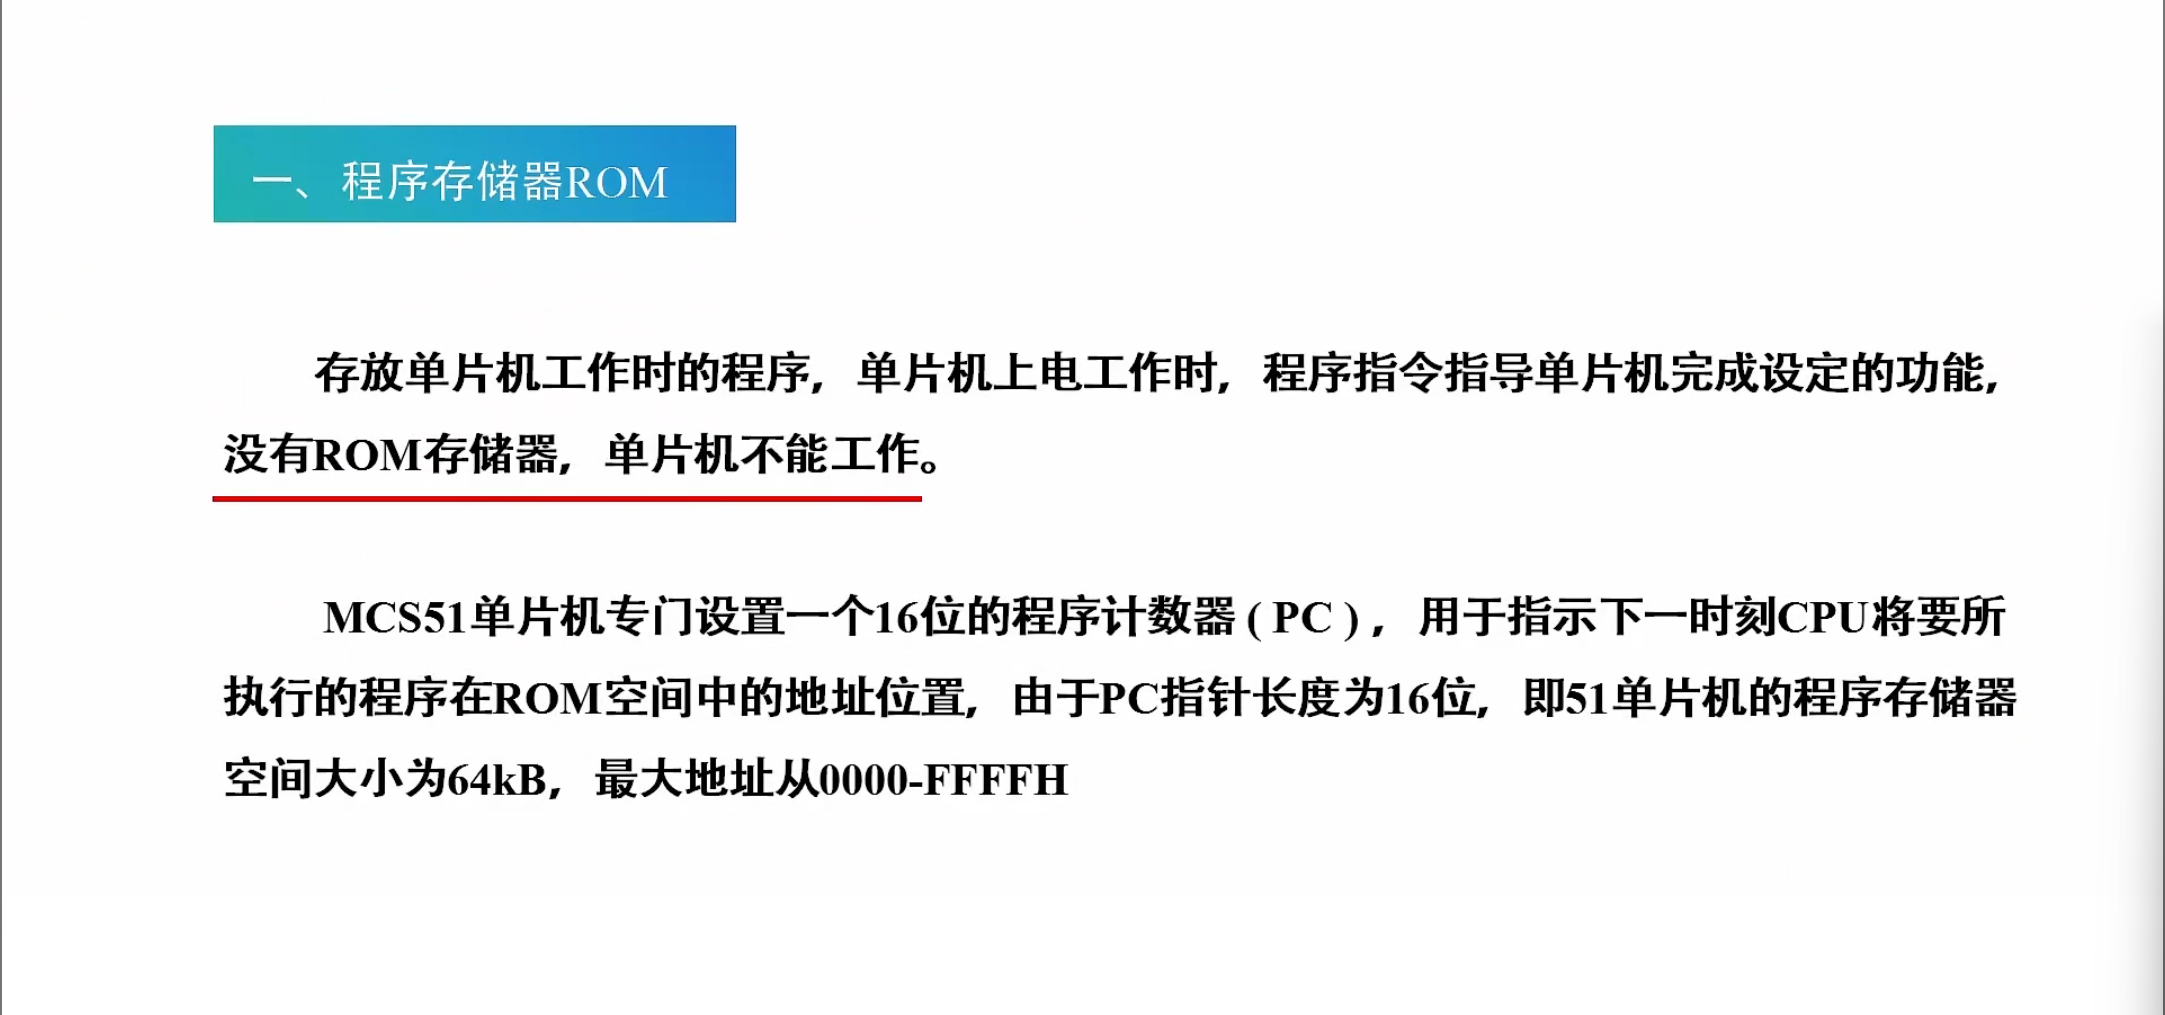 一、程序存储器ROM
存放单片机工作时的程序，单片机上电工作时，程序指令指导单片机完成设定的功能，
没有ROM存储器，单片机不能工作。
MCS51单片机专门设置一个16位的程序计数器 ( PC ) ，用于指示下一时刻CPU将要所
执行的程序在ROM空间中的地址位置，由于PC指针长度为16位，即51单片机的程序存储器
空间大小为64kB，最大地址从0000-FFFFH